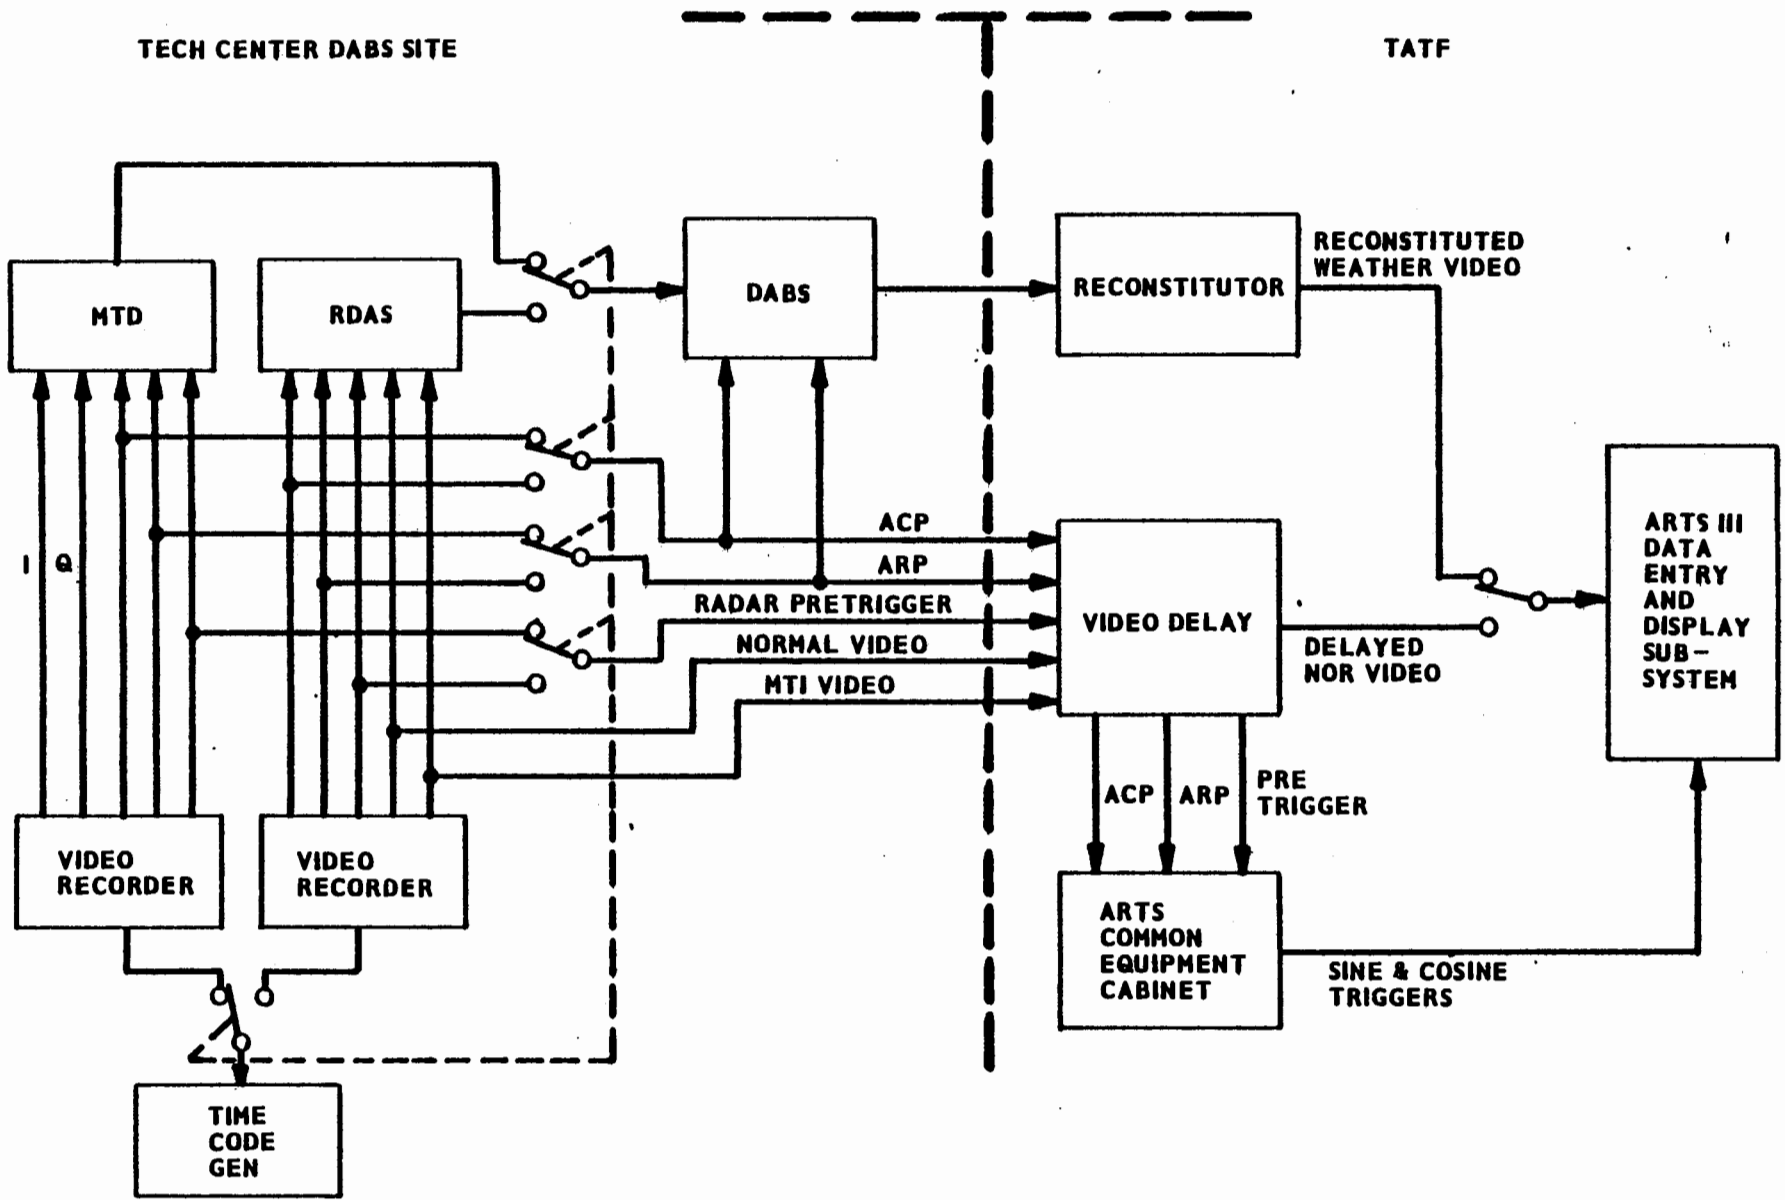 TECH CENTER DABS SITE
TATF
MTD
RDAS
DABS
RECONSTITUTOR
RECONSTITUTED
WEATHER VIDEO
I Q
ACP
ARP
RADAR PRETRIGGER
NORMAL VIDEO
MTI VIDEO
VIDEO DELAY
DELAYED
NOR VIDEO
ARTS III
DATA
ENTRY
AND
DISPLAY
SUB-
SYSTEM
ACP
ARP
PRE
TRIGGER
VIDEO
RECORDER
VIDEO
RECORDER
ARTS
COMMON
EQUIPMENT
CABINET
SINE & COSINE
TRIGGERS
TIME
CODE
GEN